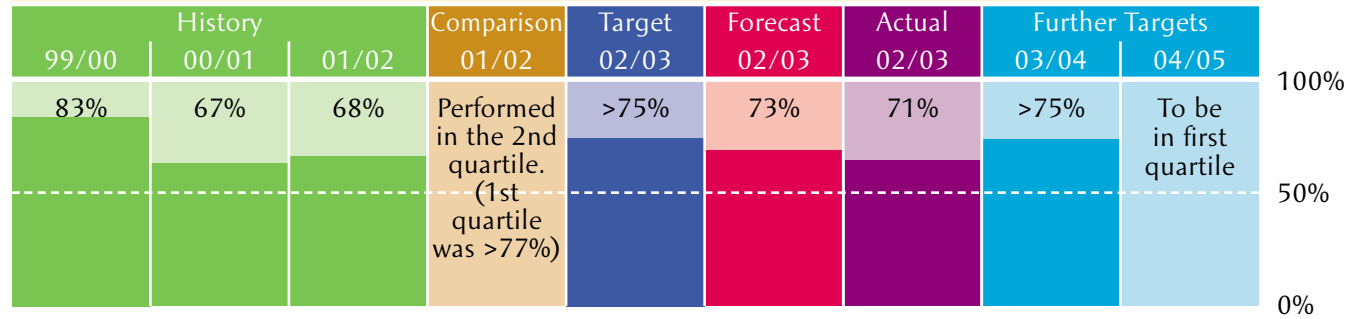 History Comparison Target Forecast Actual Further Targets
99/00 00/01 01/02 01/02 02/03 02/03 02/03 03/04 04/05
100%
83% 67% 68% Performed >75% 73% 71% >75% To be
in the 2nd in first
quartile. quartile
(1st 50%
quartile
was >77%)
0%